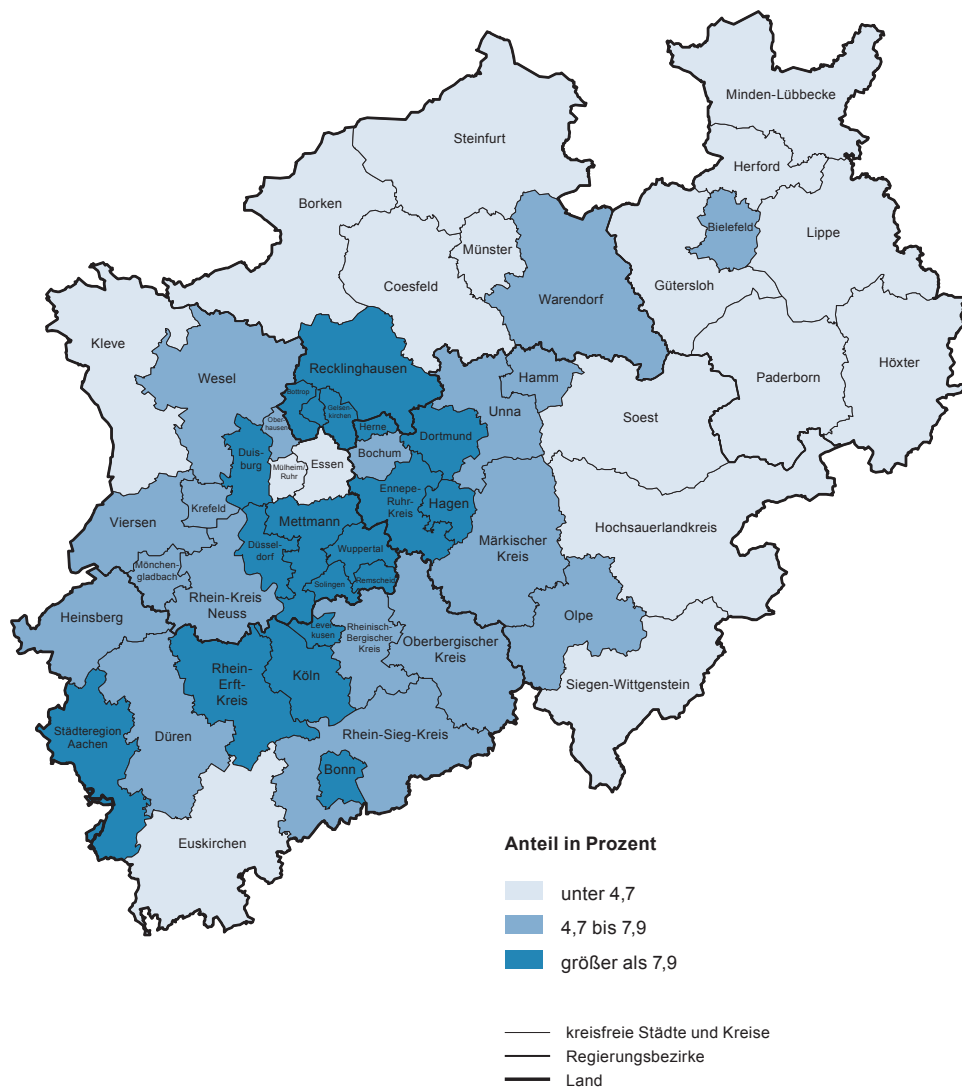 Minden-Lübbecke
Steinfurt
Herford
Borken
Bielefeld
Lippe
Münster
Coesfeld
Gütersloh
Warendorf
Kleve
Höxter
Recklinghausen
Wesel
Hamm
Paderborn
Bottrop
Gelsen-
kirchen
Unna
Soest
Ober-
hausen
Herne
Dortmund
Duis-
burg
Bochum
Essen
Mülheim/
Ruhr
Ennepe-
Ruhr-
Kreis
Hagen
Krefeld
Viersen
Mettmann
Hochsauerlandkreis
Märkischer
Kreis
Düssel-
dorf
Wuppertal
Mönchen-
gladbach
Solingen
Remscheid
Rhein-Kreis
Neuss
Heinsberg
Olpe
Lever-
kusen
Rheinisch-
Bergischer
Kreis
Oberbergischer
Kreis
Rhein-
Erft-
Kreis
Köln
Siegen-Wittgenstein
Städteregion
Aachen
Düren
Rhein-Sieg-Kreis
Bonn
Euskirchen
Anteil in Prozent
unter 4,7
4,7 bis 7,9
größer als 7,9
kreisfreie Städte und Kreise
Regierungsbezirke
Land